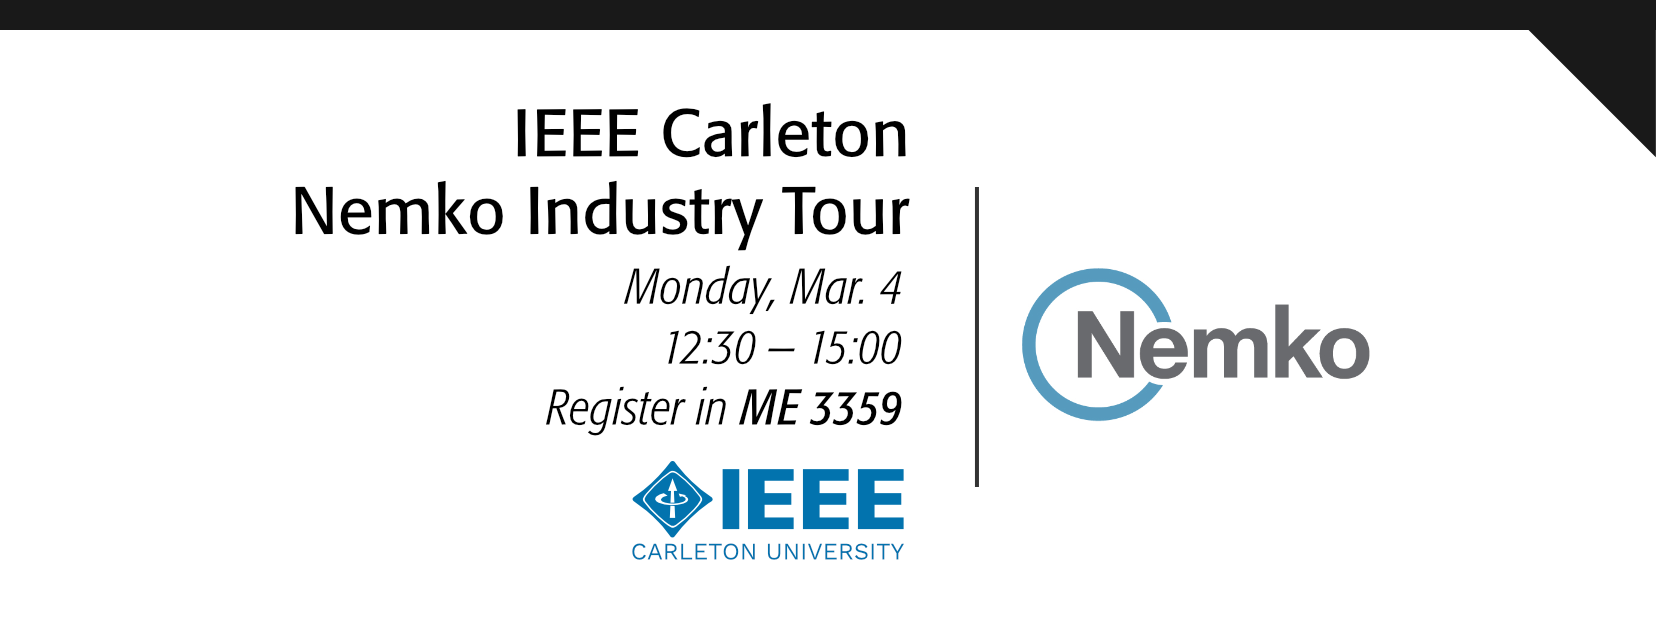 IEEE Carleton
Nemko Industry Tour
Monday, Mar. 4
12:30 – 15:00
Register in ME 3359
IEEE
CARLETON UNIVERSITY
Nemko